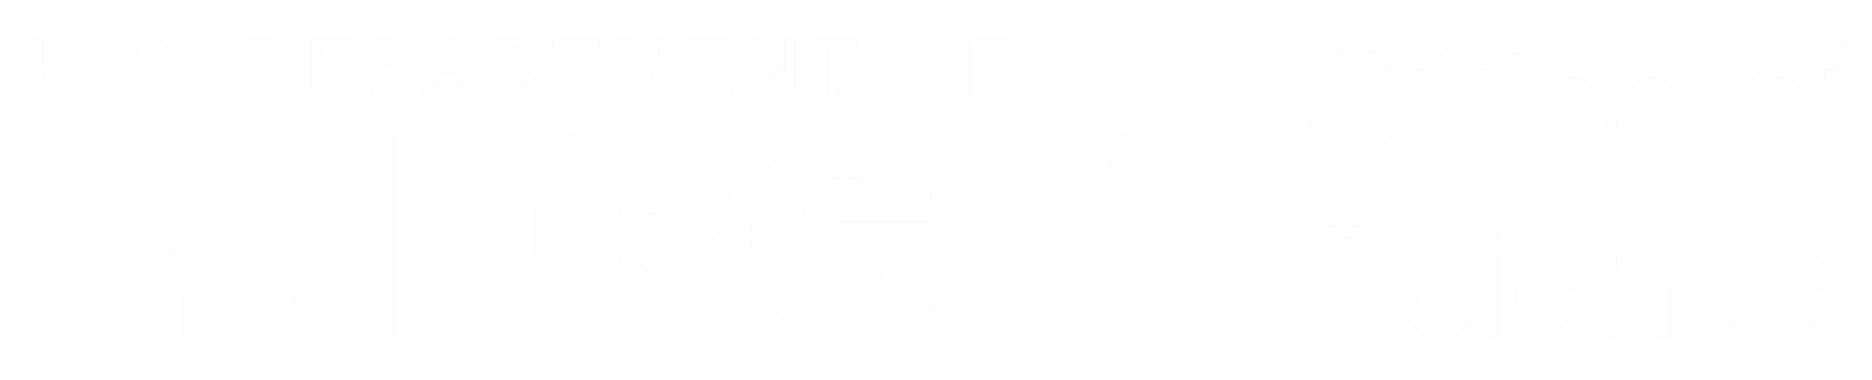 U.S. DEPARTMENT OF
ENERGY
Office of
Science